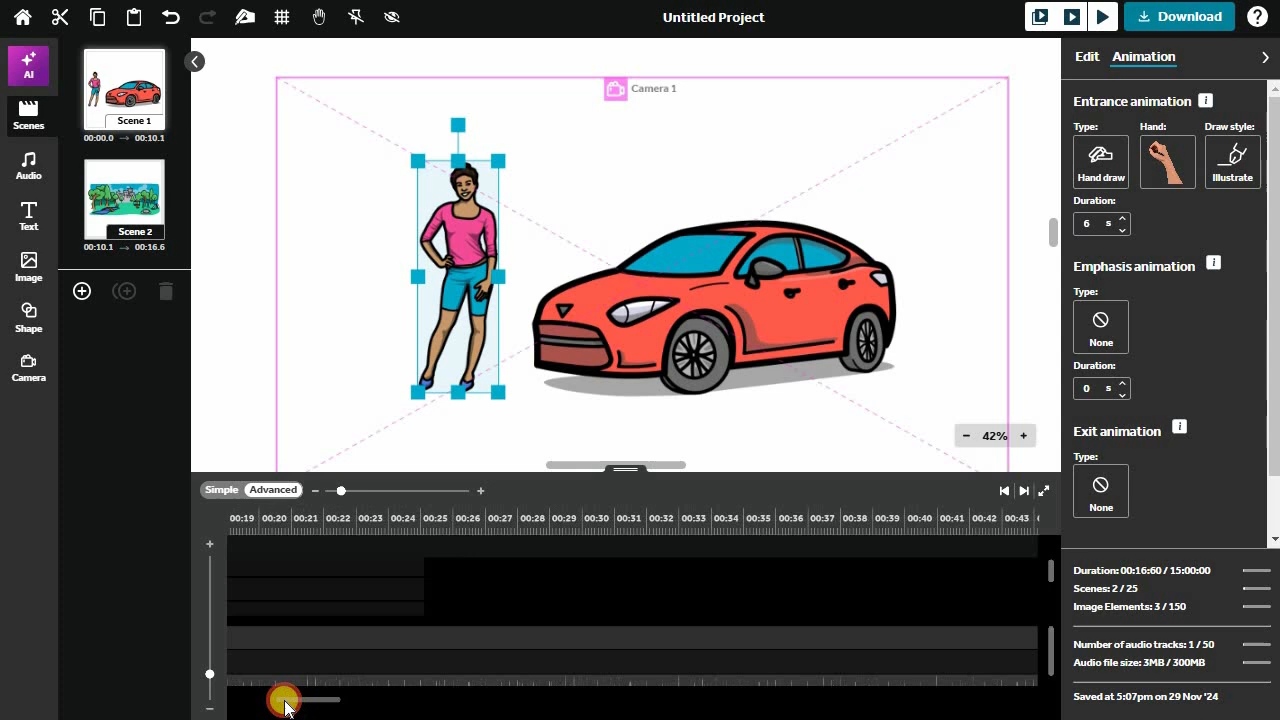 Untitled Project
Download
?
AI
Scenes
Audio
Text
Image
Shape
Camera
Scene 1
00:00.0 → 00:10.1
Scene 2
00:10.1 → 00:16.6
Camera 1
− 42% +
Edit Animation
Entrance animation i
Type: Hand: Draw style:
Hand draw Illustrate
Duration:
6 s
Emphasis animation i
Type:
None
Duration:
0 s
Exit animation i
Type:
None
Simple Advanced − +
00:19 00:20 00:21 00:22 00:23 00:24 00:25 00:26 00:27 00:28 00:29 00:30 00:31 00:32 00:33 00:34 00:35 00:36 00:37 00:38 00:39 00:40 00:41 00:42 00:43
Duration: 00:16:60 / 15:00:00
Scenes: 2 / 25
Image Elements: 3 / 150
Number of audio tracks: 1 / 50
Audio file size: 3MB / 300MB
Saved at 5:07pm on 29 Nov '24